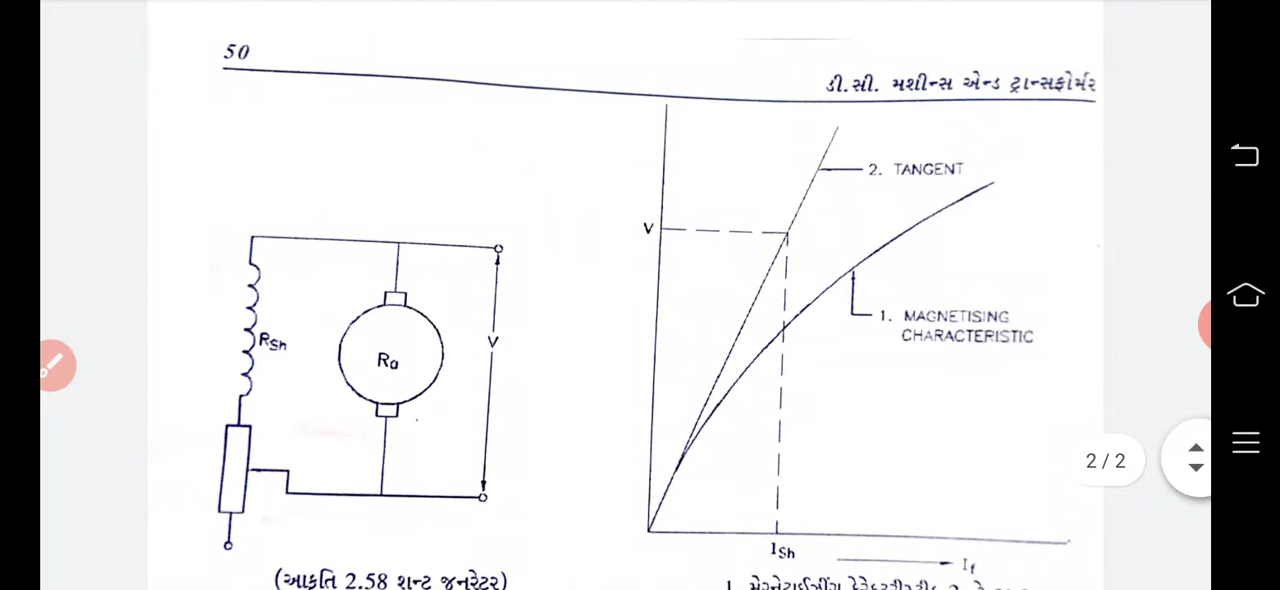 50
ડી.સી. મશીન્સ એન્ડ ટ્રાન્સફોર્મર
2. TANGENT
V
1. MAGNETISING
CHARACTERISTIC
RSh
Ra
V
2/2
ISh
If
(આકૃતિ 2.58 શન્ટ જનરેટર)
1.